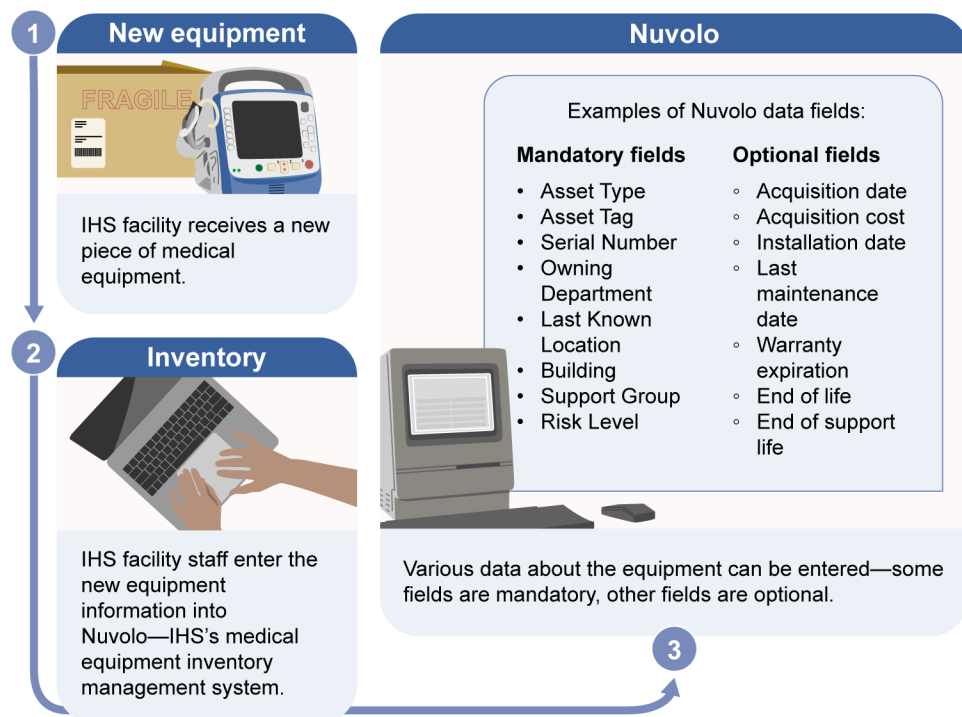 1
New equipment
FRAGILE
IHS facility receives a new
piece of medical
equipment.
2
Inventory
IHS facility staff enter the
new equipment
information into
Nuvolo—IHS’s medical
equipment inventory
management system.
Nuvolo
Examples of Nuvolo data fields:
Mandatory fields
• Asset Type
• Asset Tag
• Serial Number
• Owning
Department
• Last Known
Location
• Building
• Support Group
• Risk Level
Optional fields
◦ Acquisition date
◦ Acquisition cost
◦ Installation date
◦ Last
maintenance
date
◦ Warranty
expiration
◦ End of life
◦ End of support
life
Various data about the equipment can be entered—some
fields are mandatory, other fields are optional.
3